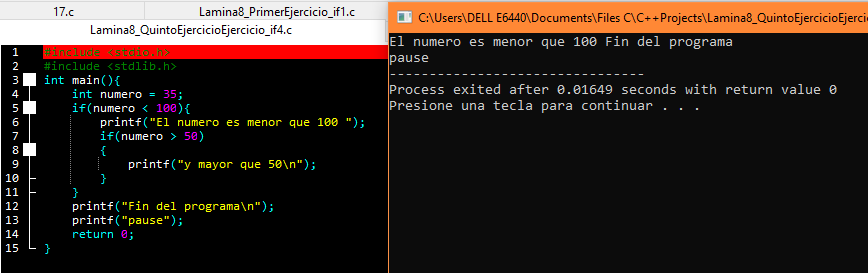 17.c
Lamina8_PrimerEjercicio_if1.c
Lamina8_QuintoEjercicioEjercicio_if4.c
1 #include <stdio.h>
2 #include <stdlib.h>
3 int main(){
4 int numero = 35;
5 if(numero < 100){
6 printf("El numero es menor que 100 ");
7 if(numero > 50)
8 {
9 printf("y mayor que 50\n");
10 }
11 }
12 printf("Fin del programa\n");
13 printf("pause");
14 return 0;
15 }
C:\Users\DELL E6440\Documents\Files C\C++Projects\Lamina8_QuintoEjercicioEjercic
El numero es menor que 100 Fin del programa
pause
--------------------------------
Process exited after 0.01649 seconds with return value 0
Presione una tecla para continuar . . .